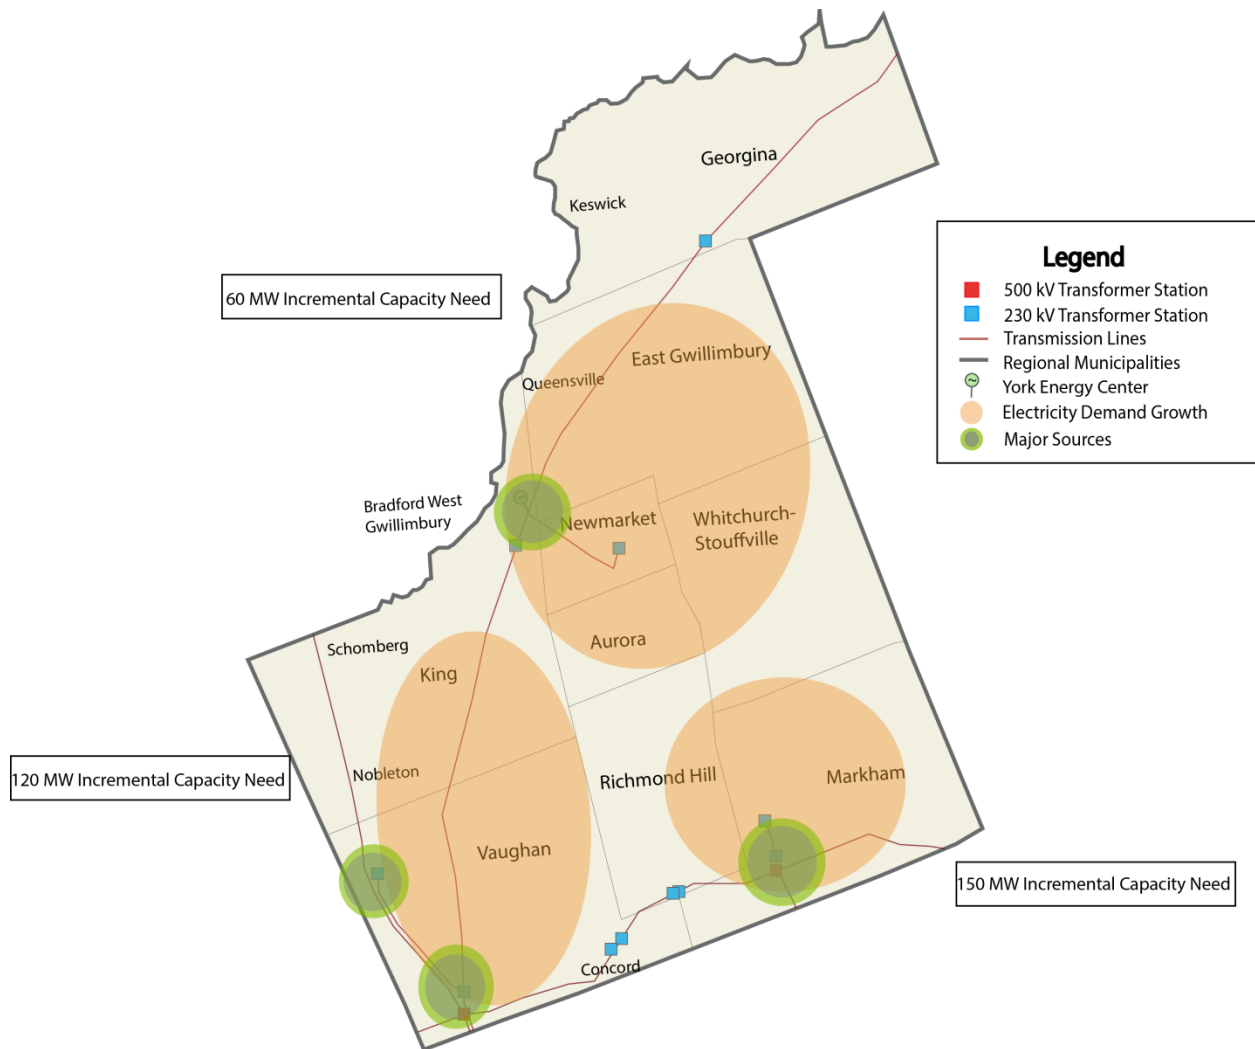 Georgina
Keswick
60 MW Incremental Capacity Need
East Gwillimbury
Queensville
Bradford West
Gwillimbury
Newmarket
Whitchurch-
Stouffville
Aurora
Schomberg
King
120 MW Incremental Capacity Need
Nobleton
Richmond Hill
Markham
Vaughan
150 MW Incremental Capacity Need
Concord
Legend
500 kV Transformer Station
230 kV Transformer Station
Transmission Lines
Regional Municipalities
York Energy Center
Electricity Demand Growth
Major Sources